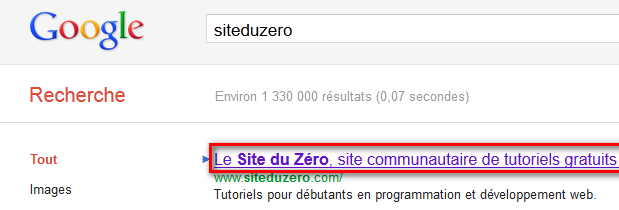 Google
siteduzero
Recherche
Environ 1 330 000 résultats (0,07 secondes)
Tout
Le Site du Zéro, site communautaire de tutoriels gratuits
www.siteduzero.com/
Images
Tutoriels pour débutants en programmation et développement web.